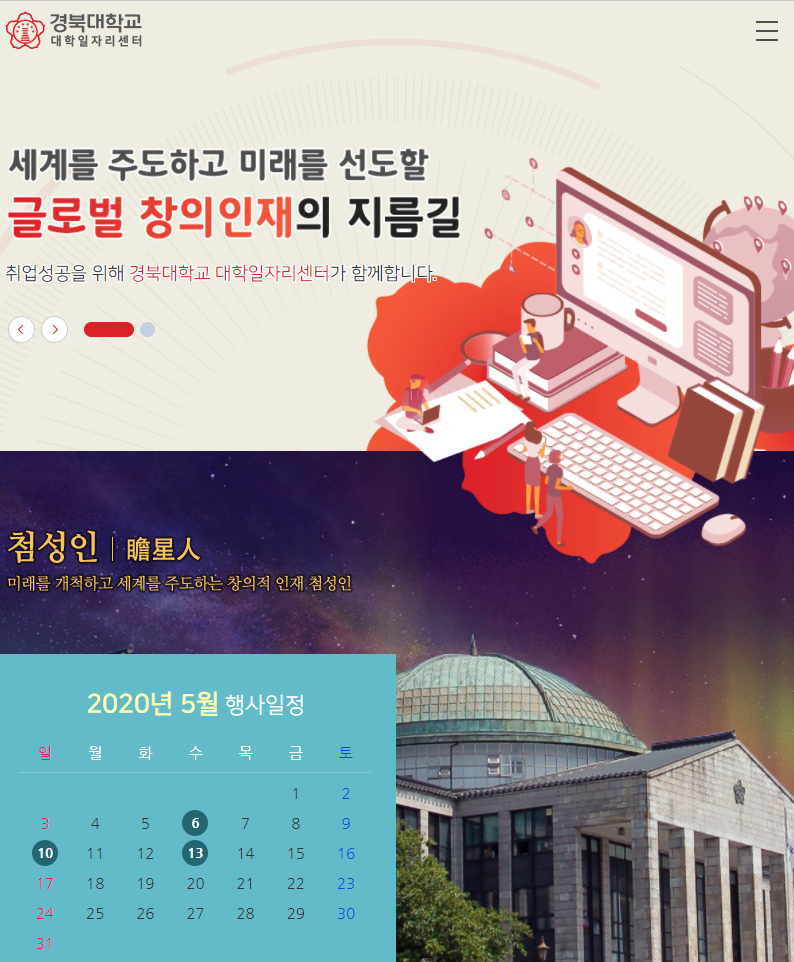 경북대학교
대학일자리센터
세계를 주도하고 미래를 선도할
글로벌 창의인재의 지름길
취업성공을 위해 경북대학교 대학일자리센터가 함께합니다.
첨성인 | 瞻星人
미래를 개척하고 세계를 주도하는 창의적 인재 첨성인
2020년 5월 행사일정
일 월 화 수 목 금 토
1 2
3 4 5 6 7 8 9
10 11 12 13 14 15 16
17 18 19 20 21 22 23
24 25 26 27 28 29 30
31